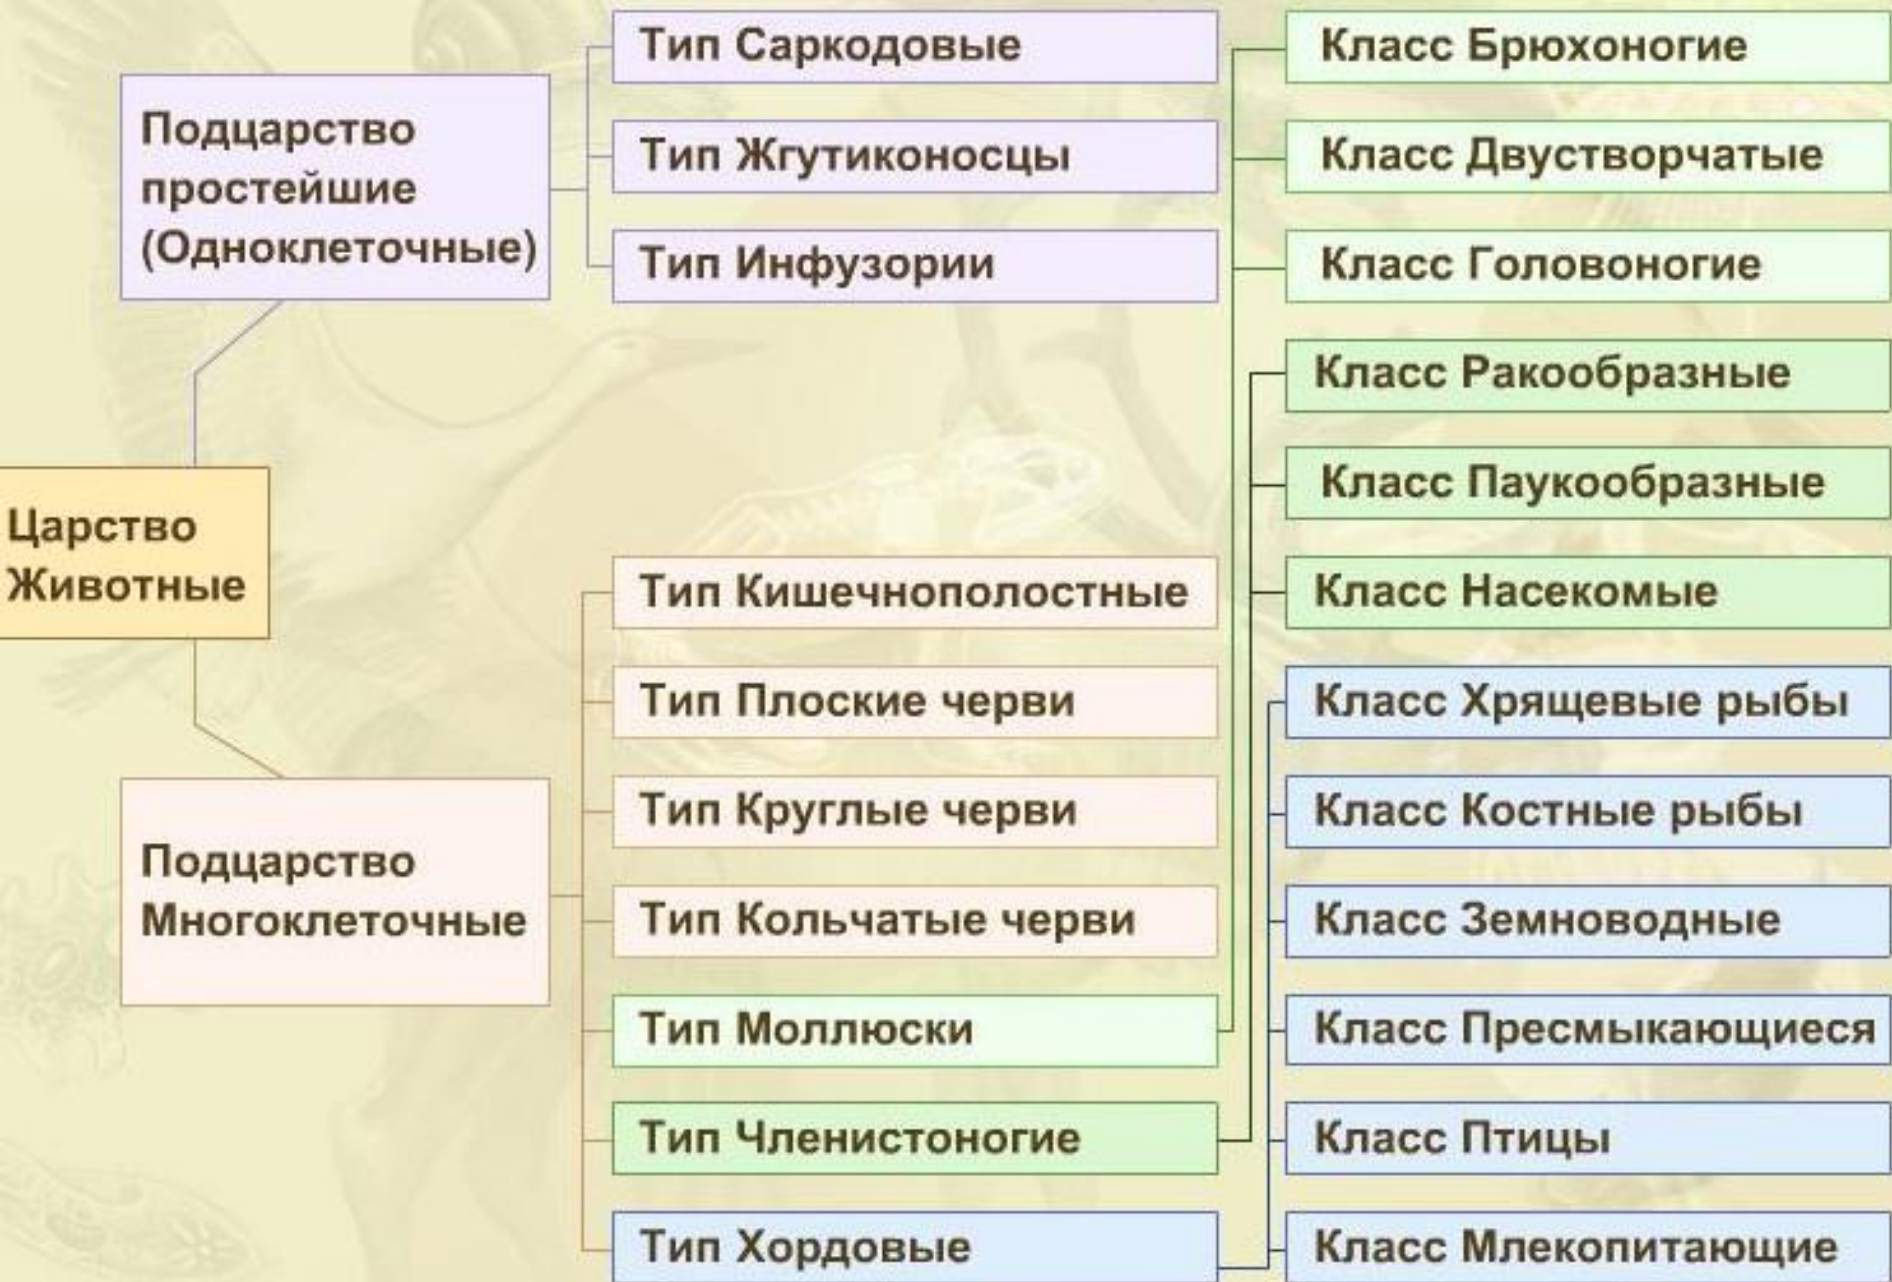 Царство
Животные
Подцарство
простейшие
(Одноклеточные)
Тип Саркодовые
Тип Жгутиконосцы
Тип Инфузории
Подцарство
Многоклеточные
Тип Кишечнополостные
Тип Плоские черви
Тип Круглые черви
Тип Кольчатые черви
Тип Моллюски
Тип Членистоногие
Тип Хордовые
Класс Брюхоногие
Класс Двустворчатые
Класс Головоногие
Класс Ракообразные
Класс Паукообразные
Класс Насекомые
Класс Хрящевые рыбы
Класс Костные рыбы
Класс Земноводные
Класс Пресмыкающиеся
Класс Птицы
Класс Млекопитающие